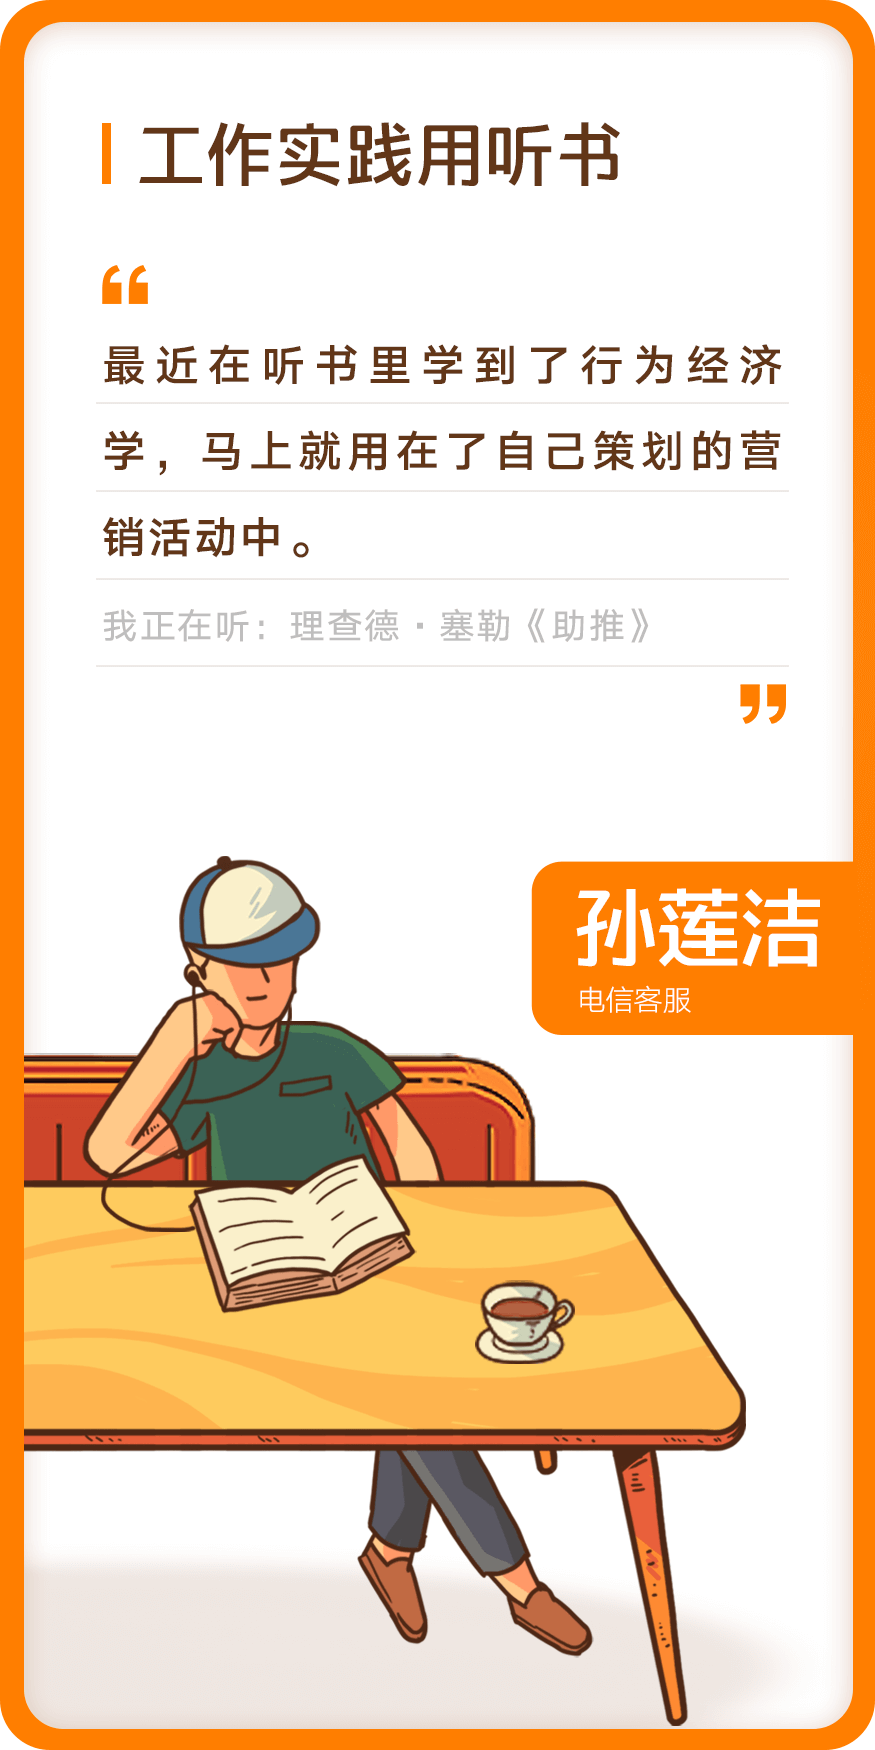 工作实践用听书
“
最近在听书里学到了行为经济
学，马上就用在了自己策划的营
销活动中。
我正在听：理查德·塞勒《助推》
”
孙莲洁
电信客服